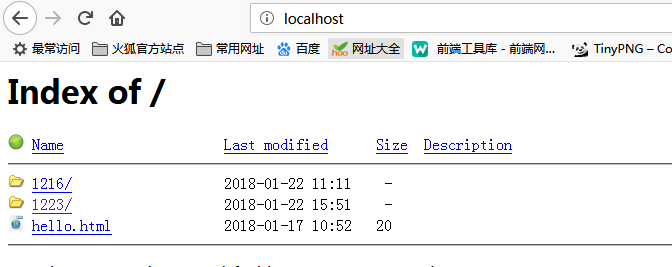 localhost
最常访问 火狐官方站点 常用网址 百度 hao 网址大全 W 前端工具库 - 前端网... TinyPNG – Co
Index of /
Name Last modified Size Description
1216/ 2018-01-22 11:11 -
1223/ 2018-01-22 15:51 -
hello.html 2018-01-17 10:52 20